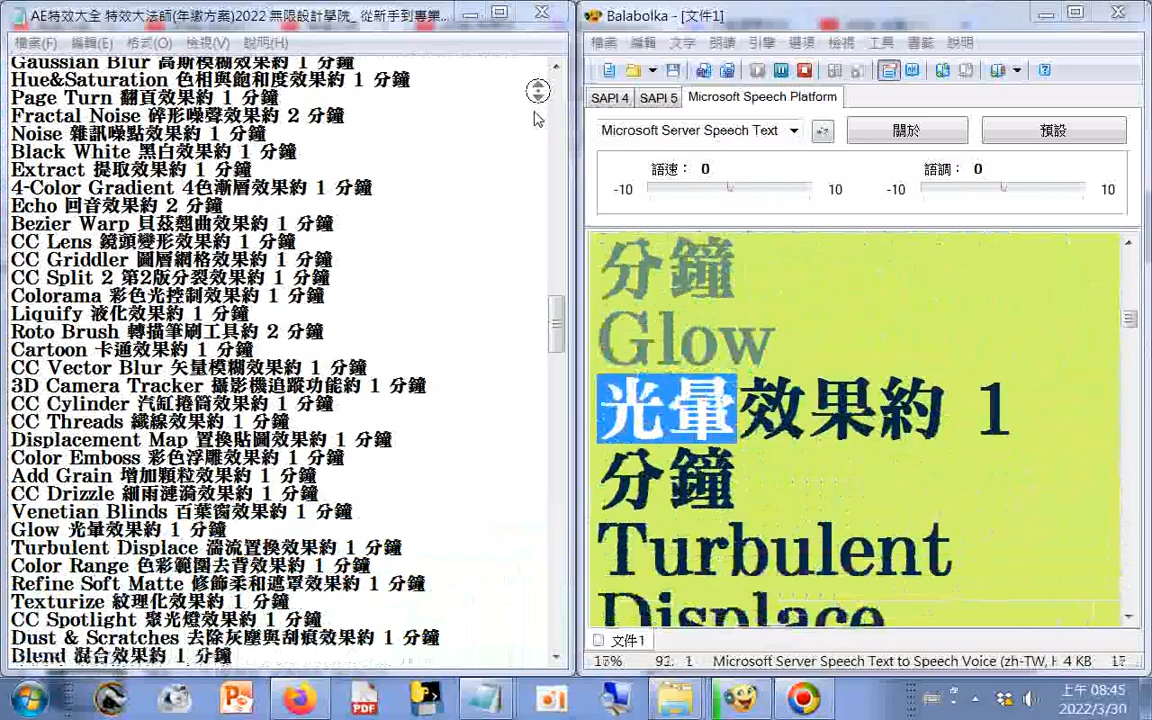 AE特效大全 特效大法師(年邀方案)2022 無限設計學院_ 從新手到專業...
檔案(F) 編輯(E) 格式(O) 檢視(V) 說明(H)
Gaussian Blur 高斯模糊效果約 1 分鐘
Hue&Saturation 色相與飽和度效果約 1 分鐘
Page Turn 翻頁效果約 1 分鐘
Fractal Noise 碎形噪聲效果約 2 分鐘
Noise 雜訊噪點效果約 1 分鐘
Black White 黑白效果約 1 分鐘
Extract 提取效果約 1 分鐘
4-Color Gradient 4色漸層效果約 1 分鐘
Echo 回音效果約 2 分鐘
Bezier Warp 貝茲翹曲效果約 1 分鐘
CC Lens 鏡頭變形效果約 1 分鐘
CC Griddler 圖層網格效果約 1 分鐘
CC Split 2 第2版分裂效果約 1 分鐘
Colorama 彩色光控制效果約 1 分鐘
Liquify 液化效果約 1 分鐘
Roto Brush 轉描筆刷工具約 2 分鐘
Cartoon 卡通效果約 1 分鐘
CC Vector Blur 矢量模糊效果約 1 分鐘
3D Camera Tracker 攝影機追蹤功能約 1 分鐘
CC Cylinder 汽缸捲筒效果約 1 分鐘
CC Threads 織線效果約 1 分鐘
Displacement Map 置換貼圖效果約 1 分鐘
Color Emboss 彩色浮雕效果約 1 分鐘
Add Grain 增加顆粒效果約 1 分鐘
CC Drizzle 細雨漣漪效果約 1 分鐘
Venetian Blinds 百葉窗效果約 1 分鐘
Glow 光暈效果約 1 分鐘
Turbulent Displace 湍流置換效果約 1 分鐘
Color Range 色彩範圍去背效果約 1 分鐘
Refine Soft Matte 修飾柔和遮罩效果約 1 分鐘
Texturize 紋理化效果約 1 分鐘
CC Spotlight 聚光燈效果約 1 分鐘
Dust & Scratches 去除灰塵與刮痕效果約 1 分鐘
Blend 混合效果約 1 分鐘
Balabolka - [文件1]
檔案 編輯 文字 朗讀 引擎 選項 檢視 工具 書籤 說明
SAPI 4 SAPI 5 Microsoft Speech Platform
Microsoft Server Speech Text 關於 預設
語速： 0 語調： 0
-10 10 -10 10
分鐘
Glow
光暈效果約 1
分鐘
Turbulent
Displace
文件1
92: 1 Microsoft Server Speech Text to Speech Voice (zh-TW, H 4 KB
上午 08:45
2022/3/30